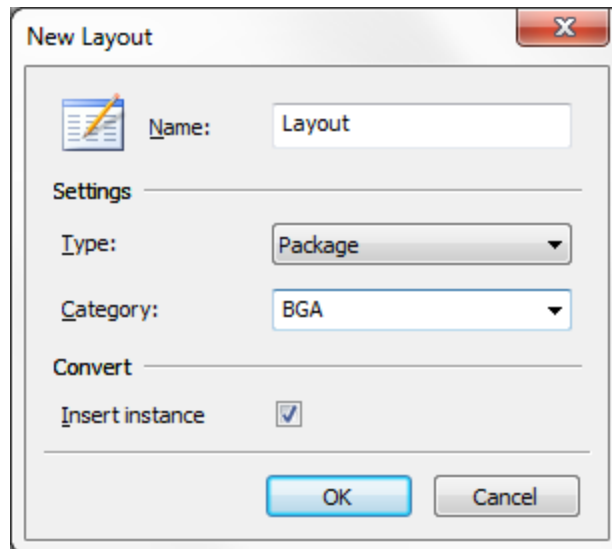 New Layout
Name: Layout
Settings
Type: Package
Category: BGA
Convert
Insert instance
OK Cancel